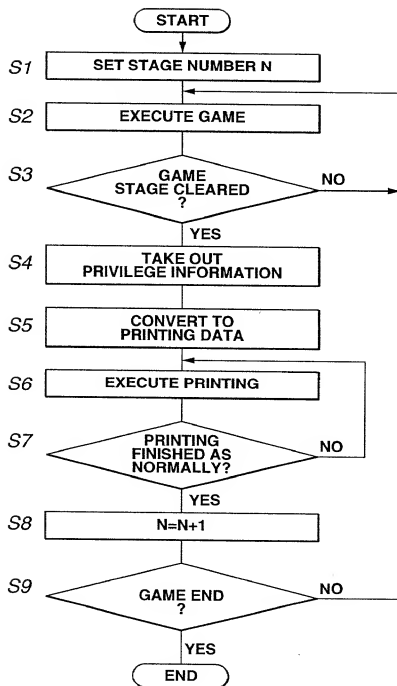 START
S1 SET STAGE NUMBER N
S2 EXECUTE GAME
S3 GAME
STAGE CLEARED
?
NO
YES
S4 TAKE OUT
PRIVILEGE INFORMATION
S5 CONVERT TO
PRINTING DATA
S6 EXECUTE PRINTING
S7 PRINTING
FINISHED AS
NORMALLY?
NO
YES
S8 N=N+1
S9 GAME END
?
NO
YES
END